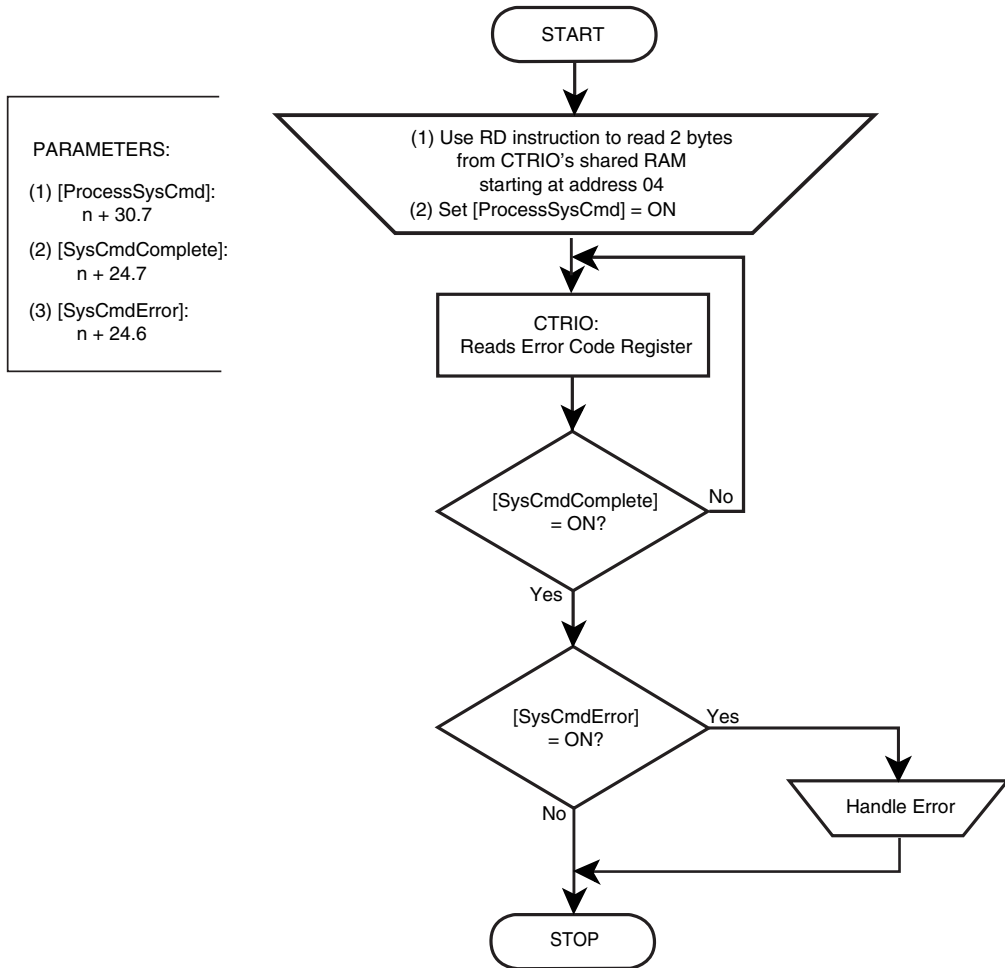 START
PARAMETERS:
(1) [ProcessSysCmd]:
n + 30.7
(2) [SysCmdComplete]:
n + 24.7
(3) [SysCmdError]:
n + 24.6
(1) Use RD instruction to read 2 bytes
from CTRIO's shared RAM
starting at address 04
(2) Set [ProcessSysCmd] = ON
CTRIO:
Reads Error Code Register
[SysCmdComplete]
= ON?
No
Yes
[SysCmdError]
= ON?
Yes
No
Handle Error
STOP